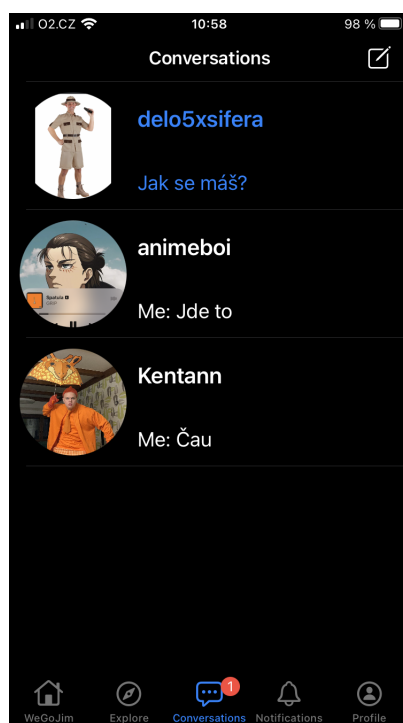 O2.CZ 10:58 98 %
Conversations
delo5xsifera
Jak se máš?
animeboi
Me: Jde to
Kentann
Me: Čau
1
WeGoJim Explore Conversations Notifications Profile